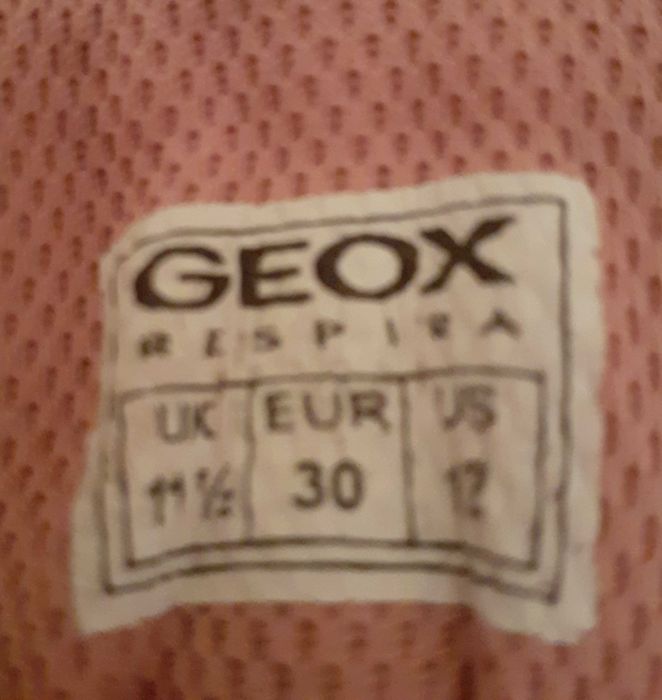 GEOX
RESPIRA
UK EUR US
11½ 30 12